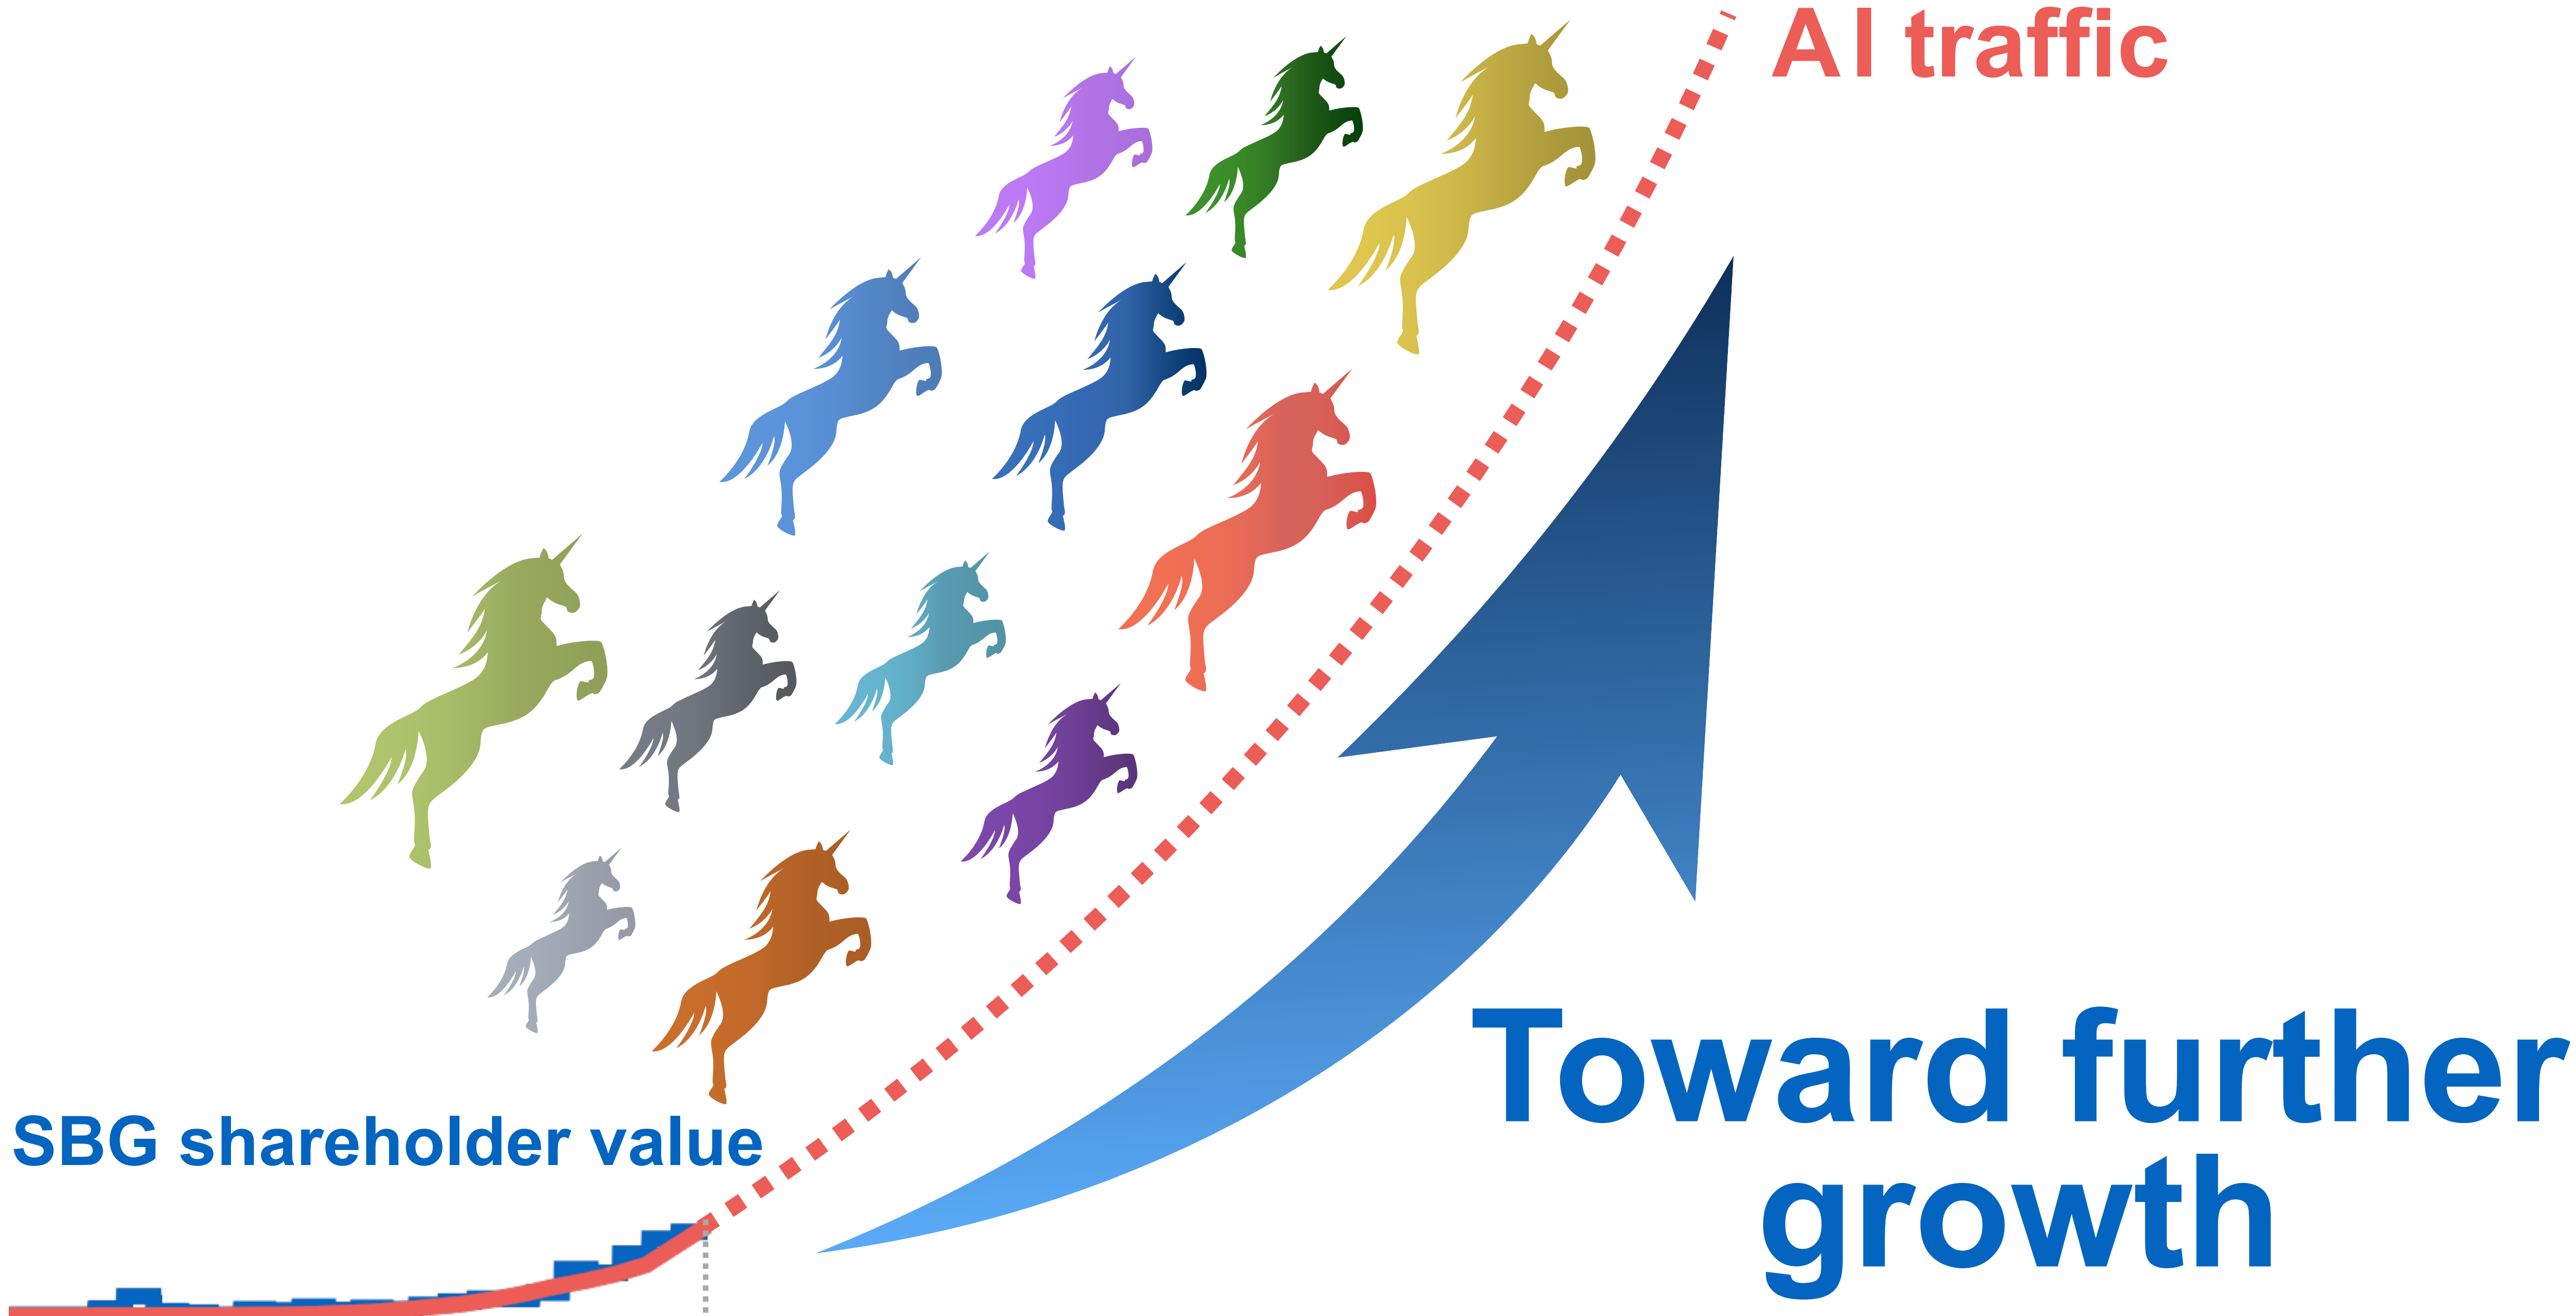 AI traffic
SBG shareholder value
Toward further
growth